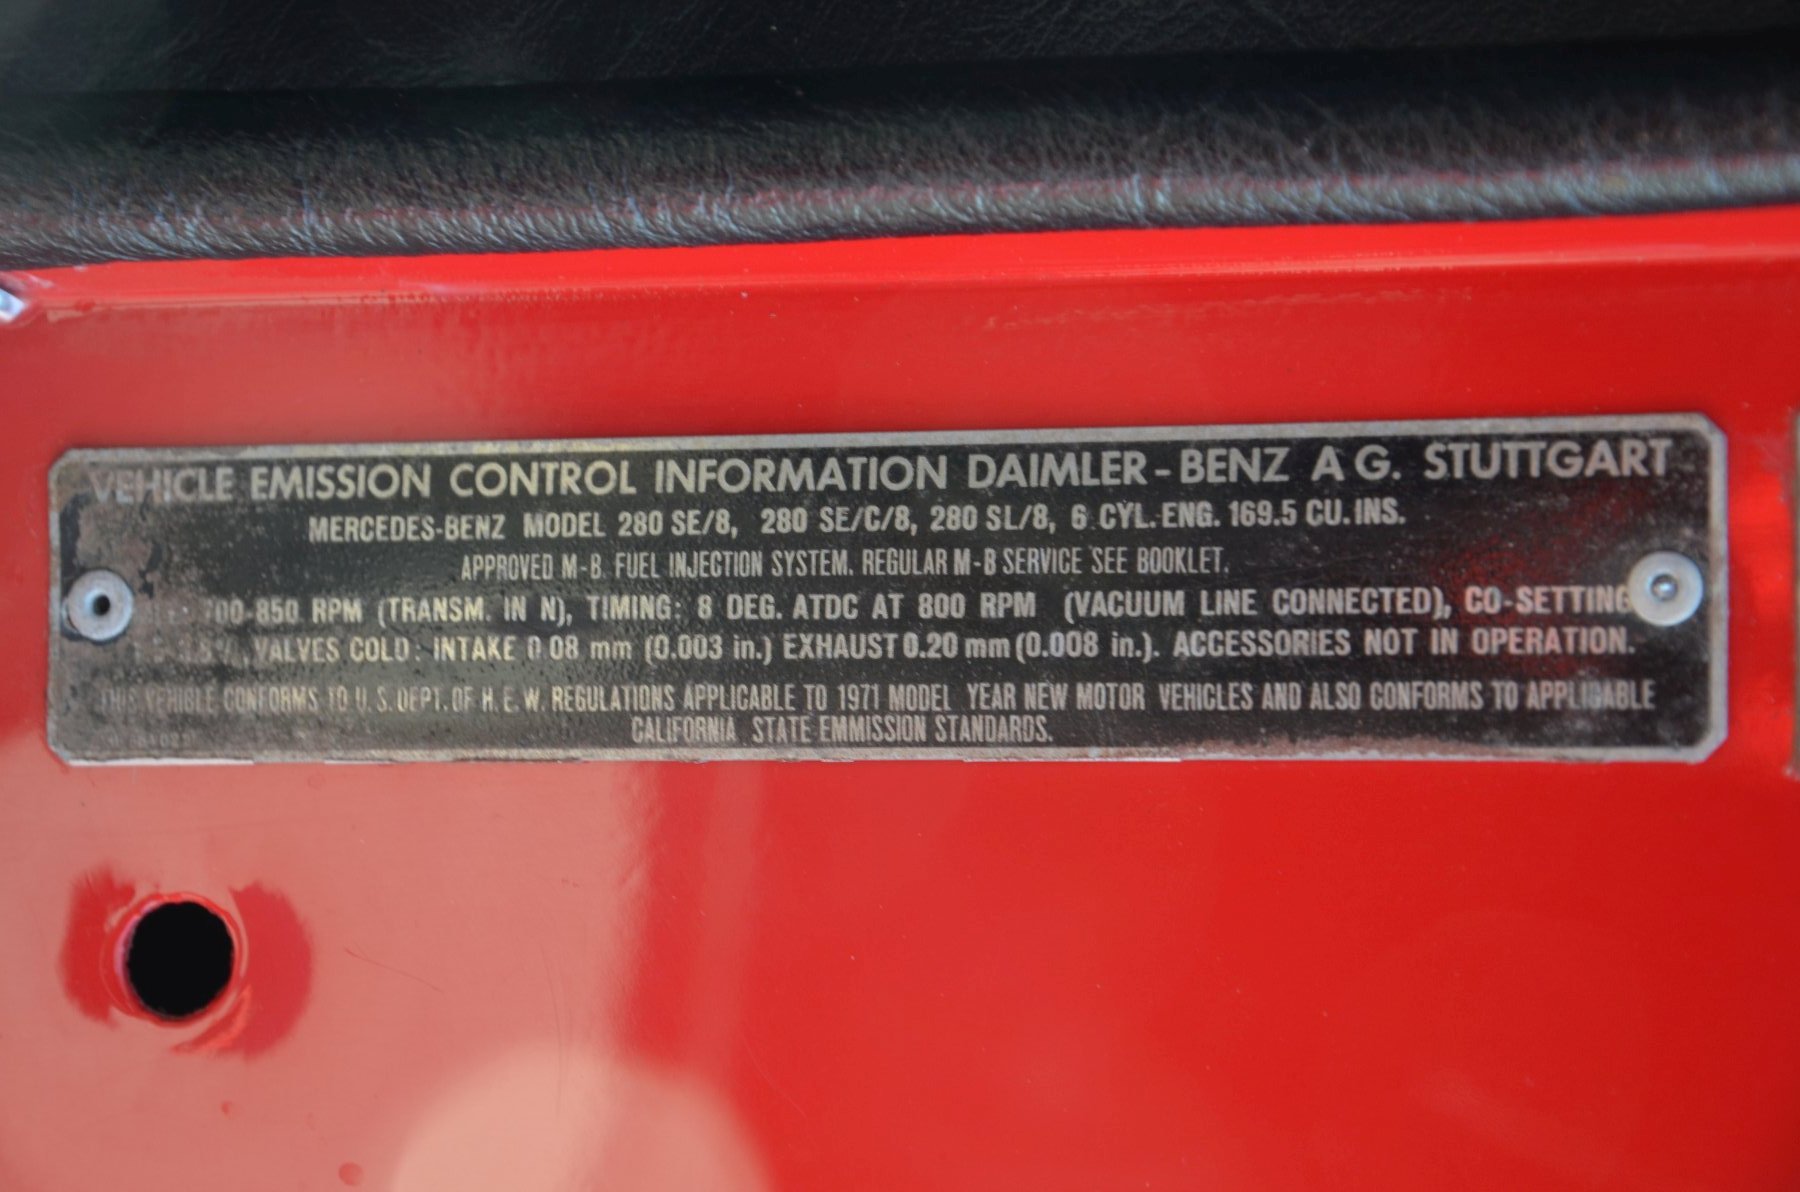 VEHICLE EMISSION CONTROL INFORMATION DAIMLER-BENZ A G. STUTTGART
MERCEDES-BENZ MODEL 280 SE/8, 280 SE/C/8, 280 SL/8, 6 CYL. ENG. 169.5 CU. INS.
APPROVED M-B. FUEL INJECTION SYSTEM. REGULAR M-B SERVICE SEE BOOKLET.
700-850 RPM (TRANSM. IN N), TIMING: 8 DEG. ATDC AT 800 RPM (VACUUM LINE CONNECTED), CO-SETTING
VALVES COLD: INTAKE 0.08 mm (0.003 in.) EXHAUST 0.20 mm (0.008 in.). ACCESSORIES NOT IN OPERATION.
THIS VEHICLE CONFORMS TO U.S. DEPT. OF H.E.W. REGULATIONS APPLICABLE TO 1971 MODEL YEAR NEW MOTOR VEHICLES AND ALSO CONFORMS TO APPLICABLE
CALIFORNIA STATE EMMISSION STANDARDS.